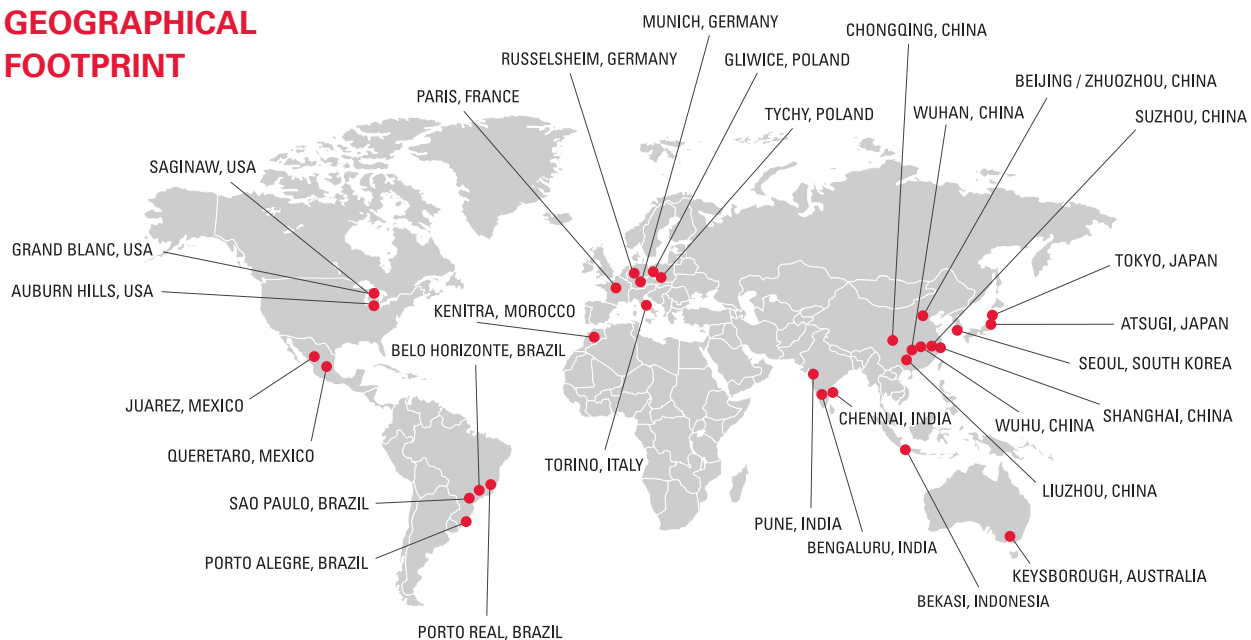 GEOGRAPHICAL
FOOTPRINT
MUNICH, GERMANY
CHONGQING, CHINA
RUSSELSHEIM, GERMANY
GLIWICE, POLAND
BEIJING / ZHUOZHOU, CHINA
PARIS, FRANCE
TYCHY, POLAND
WUHAN, CHINA
SUZHOU, CHINA
SAGINAW, USA
GRAND BLANC, USA
TOKYO, JAPAN
AUBURN HILLS, USA
KENITRA, MOROCCO
ATSUGI, JAPAN
BELO HORIZONTE, BRAZIL
SEOUL, SOUTH KOREA
JUAREZ, MEXICO
CHENNAI, INDIA
WUHU, CHINA
SHANGHAI, CHINA
QUERETARO, MEXICO
TORINO, ITALY
LIUZHOU, CHINA
SAO PAULO, BRAZIL
PUNE, INDIA
BENGALURU, INDIA
PORTO ALEGRE, BRAZIL
KEYSBOROUGH, AUSTRALIA
BEKASI, INDONESIA
PORTO REAL, BRAZIL